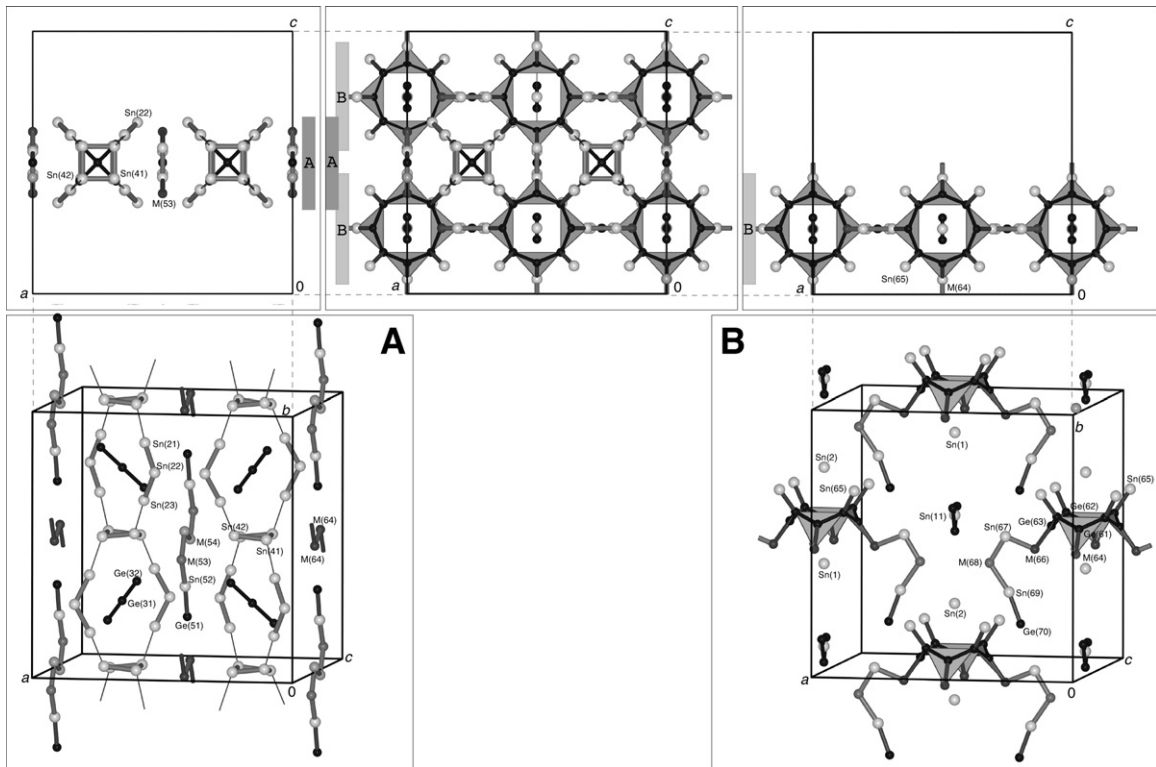 c
Sn(22)
Sn(42)
Sn(41)
M(53)
A
a
0
c
B
A
B
a
0
c
B
Sn(65)
M(64)
a
0
A
b
Sn(21)
Sn(22)
Sn(23)
Sn(42)
M(64)
M(54)
Sn(41)
M(53)
M(64)
Ge(32)
Sn(52)
Ge(31)
Ge(51)
c
a
0
B
b
Sn(1)
Sn(2)
Sn(65)
Sn(65)
Ge(62)
Sn(11)
Sn(67)
Ge(63)
Ge(61)
M(68)
M(66)
M(64)
Sn(1)
Sn(69)
Sn(2)
Ge(70)
c
a
0